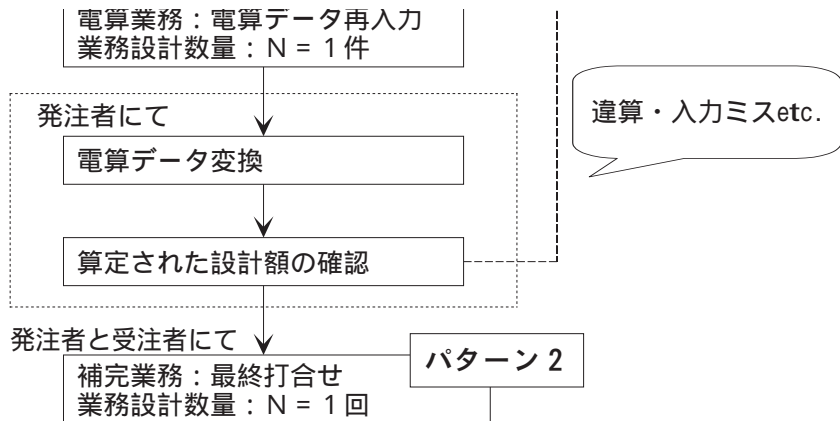 電算業務：電算データ再入力
業務設計数量：Ｎ＝１件
発注者にて
違算・入力ミスetc.
電算データ変換
算定された設計額の確認
発注者と受注者にて
パターン２
補完業務：最終打合せ
業務設計数量：Ｎ＝１回